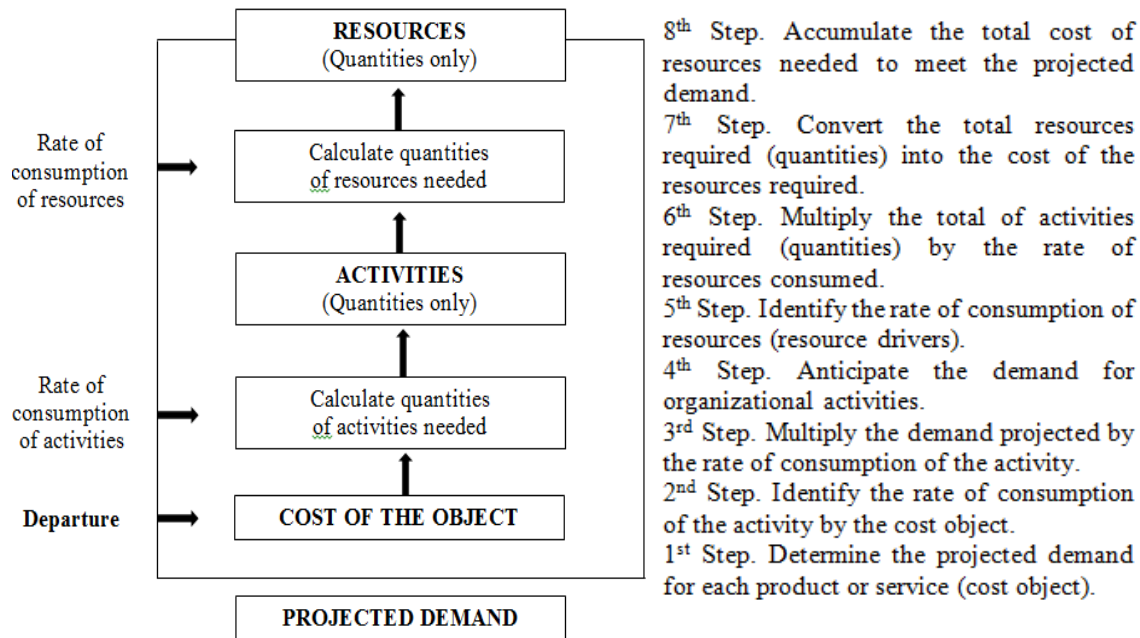 RESOURCES
(Quantities only)
Rate of
consumption
of resources
Calculate quantities
of resources needed
ACTIVITIES
(Quantities only)
Rate of
consumption
of activities
Calculate quantities
of activities needed
Departure
COST OF THE OBJECT
PROJECTED DEMAND
8th Step. Accumulate the total cost of
resources needed to meet the projected
demand.
7th Step. Convert the total resources
required (quantities) into the cost of the
resources required.
6th Step. Multiply the total of activities
required (quantities) by the rate of
resources consumed.
5th Step. Identify the rate of consumption of
resources (resource drivers).
4th Step. Anticipate the demand for
organizational activities.
3rd Step. Multiply the demand projected by
the rate of consumption of the activity.
2nd Step. Identify the rate of consumption
of the activity by the cost object.
1st Step. Determine the projected demand
for each product or service (cost object).